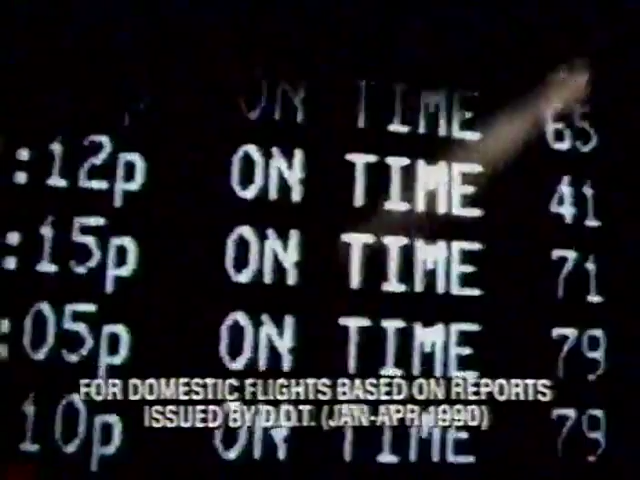 ON TIME 65
:12p ON TIME 41
:15p ON TIME 71
:05p ON TIME 79
FOR DOMESTIC FLIGHTS BASED ON REPORTS
ISSUED BY D.O.T. (JAN-APR 1990)
10p ON TIME 79